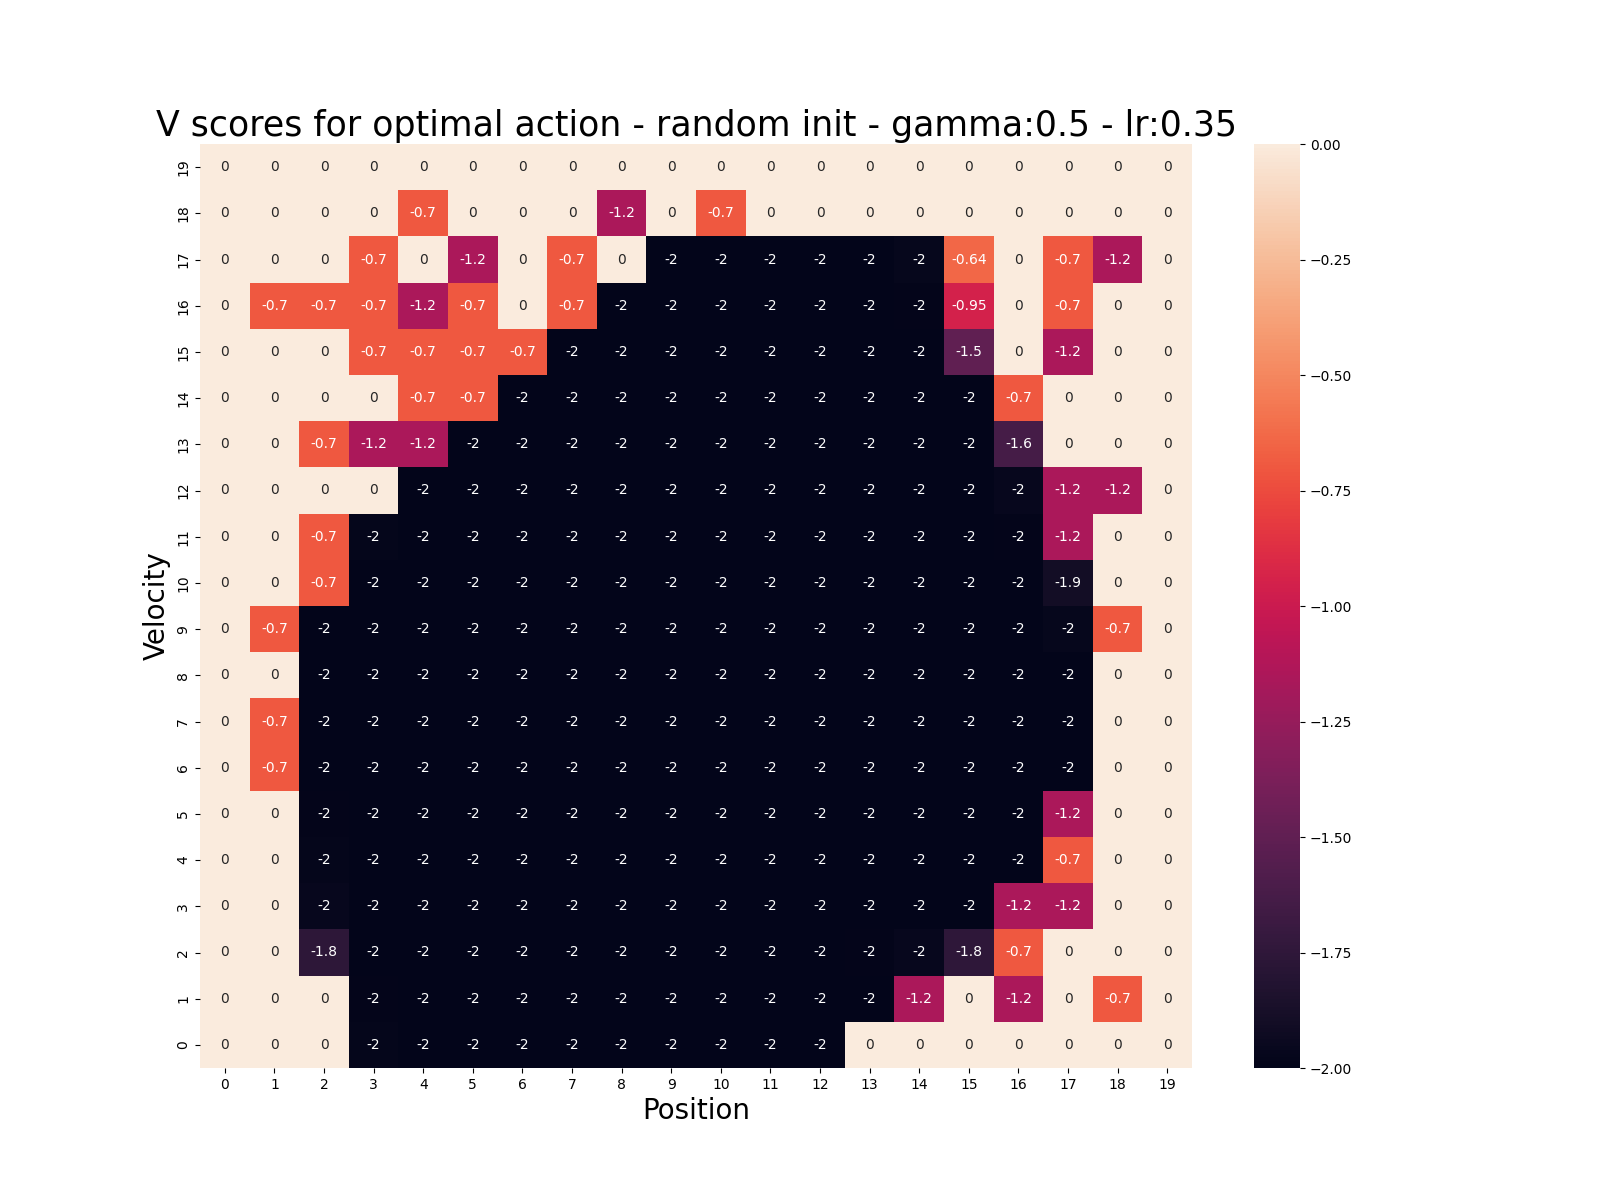 V scores for optimal action - random init - gamma:0.5 - lr:0.35
19 0 0 0 0 0 0 0 0 0 0 0 0 0 0 0 0 0 0 0 0 0.00
18 0 0 0 0 -0.7 0 0 0 -1.2 0 -0.7 0 0 0 0 0 0 0 0 0
17 0 0 0 -0.7 0 -1.2 0 -0.7 0 -2 -2 -2 -2 -2 -2 -0.64 0 -0.7 -1.2 0 −0.25
16 0 -0.7 -0.7 -0.7 -1.2 -0.7 0 -0.7 -2 -2 -2 -2 -2 -2 -2 -0.95 0 -0.7 0 0
15 0 0 0 -0.7 -0.7 -0.7 -0.7 -2 -2 -2 -2 -2 -2 -2 -2 -1.5 0 -1.2 0 0 −0.50
14 0 0 0 0 -0.7 -0.7 -2 -2 -2 -2 -2 -2 -2 -2 -2 -2 -0.7 0 0 0
13 0 0 -0.7 -1.2 -1.2 -2 -2 -2 -2 -2 -2 -2 -2 -2 -2 -2 -1.6 0 0 0
12 0 0 0 0 -2 -2 -2 -2 -2 -2 -2 -2 -2 -2 -2 -2 -2 -1.2 -1.2 0 −0.75
11 0 0 -0.7 -2 -2 -2 -2 -2 -2 -2 -2 -2 -2 -2 -2 -2 -2 -1.2 0 0
10 0 0 -0.7 -2 -2 -2 -2 -2 -2 -2 -2 -2 -2 -2 -2 -2 -2 -1.9 0 0 −1.00
Velocity
9 0 -0.7 -2 -2 -2 -2 -2 -2 -2 -2 -2 -2 -2 -2 -2 -2 -2 -2 -0.7 0
8 0 0 -2 -2 -2 -2 -2 -2 -2 -2 -2 -2 -2 -2 -2 -2 -2 -2 0 0
7 0 -0.7 -2 -2 -2 -2 -2 -2 -2 -2 -2 -2 -2 -2 -2 -2 -2 -2 0 0 −1.25
6 0 -0.7 -2 -2 -2 -2 -2 -2 -2 -2 -2 -2 -2 -2 -2 -2 -2 -2 0 0
5 0 0 -2 -2 -2 -2 -2 -2 -2 -2 -2 -2 -2 -2 -2 -2 -2 -1.2 0 0 −1.50
4 0 0 -2 -2 -2 -2 -2 -2 -2 -2 -2 -2 -2 -2 -2 -2 -2 -0.7 0 0
3 0 0 -2 -2 -2 -2 -2 -2 -2 -2 -2 -2 -2 -2 -2 -2 -1.2 -1.2 0 0
2 0 0 -1.8 -2 -2 -2 -2 -2 -2 -2 -2 -2 -2 -2 -2 -1.8 -0.7 0 0 0 −1.75
1 0 0 0 -2 -2 -2 -2 -2 -2 -2 -2 -2 -2 -2 -1.2 0 -1.2 0 -0.7 0
0 0 0 0 -2 -2 -2 -2 -2 -2 -2 -2 -2 -2 0 0 0 0 0 0 0 −2.00
0 1 2 3 4 5 6 7 8 9 10 11 12 13 14 15 16 17 18 19
Position